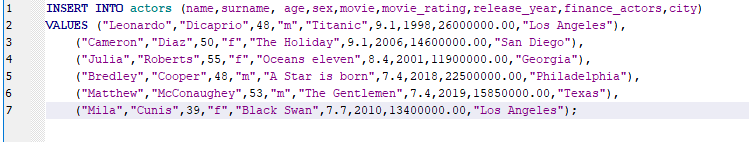 1 INSERT INTO actors (name,surname, age,sex,movie,movie_rating,release_year,finance_actors,city)
2 VALUES ("Leonardo","Dicaprio",48,"m","Titanic",9.1,1998,26000000.00,"Los Angeles"),
3 ("Cameron","Diaz",50,"f","The Holiday",9.1,2006,14600000.00,"San Diego"),
4 ("Julia","Roberts",55,"f","Oceans eleven",8.4,2001,11900000.00,"Georgia"),
5 ("Bredley","Cooper",48,"m","A Star is born",7.4,2018,22500000.00,"Philadelphia"),
6 ("Matthew","McConaughey",53,"m","The Gentlemen",7.4,2019,15850000.00,"Texas"),
7 ("Mila","Cunis",39,"f","Black Swan",7.7,2010,13400000.00,"Los Angeles");